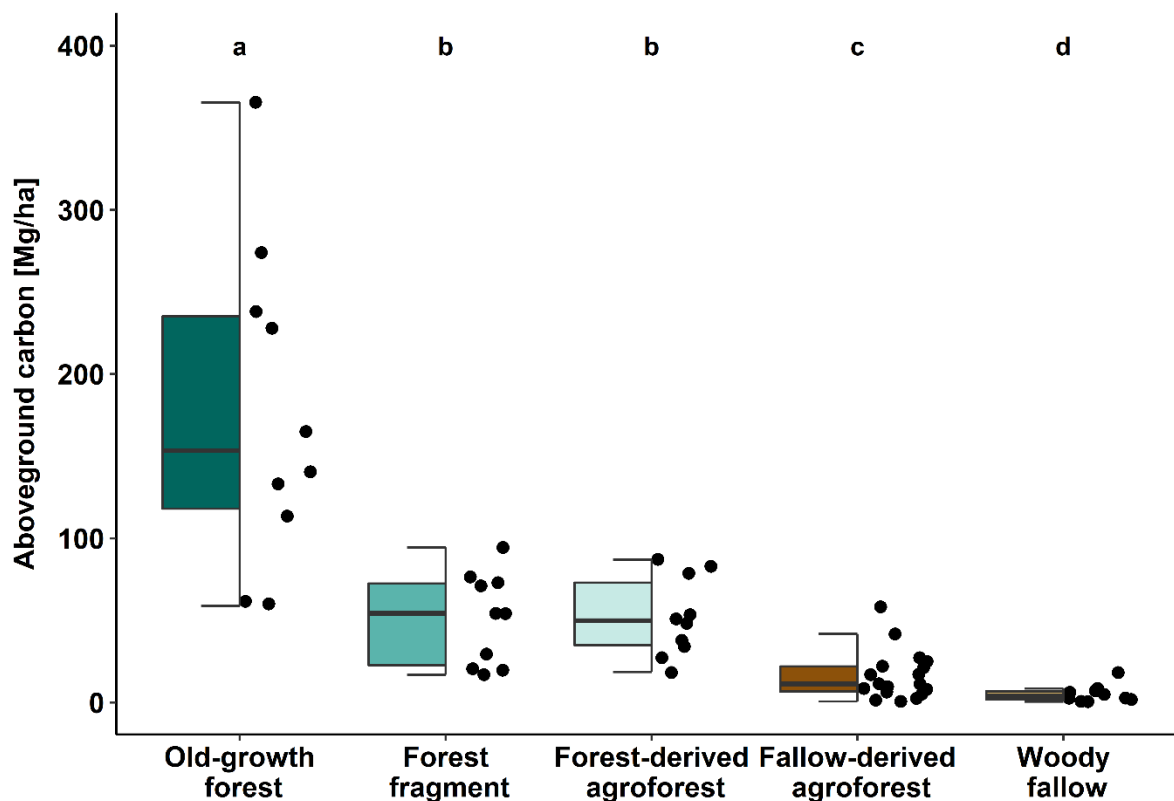 400
300
200
100
0
Aboveground carbon [Mg/ha]
a b b c d
Old-growth forest
Forest fragment
Forest-derived agroforest
Fallow-derived agroforest
Woody fallow